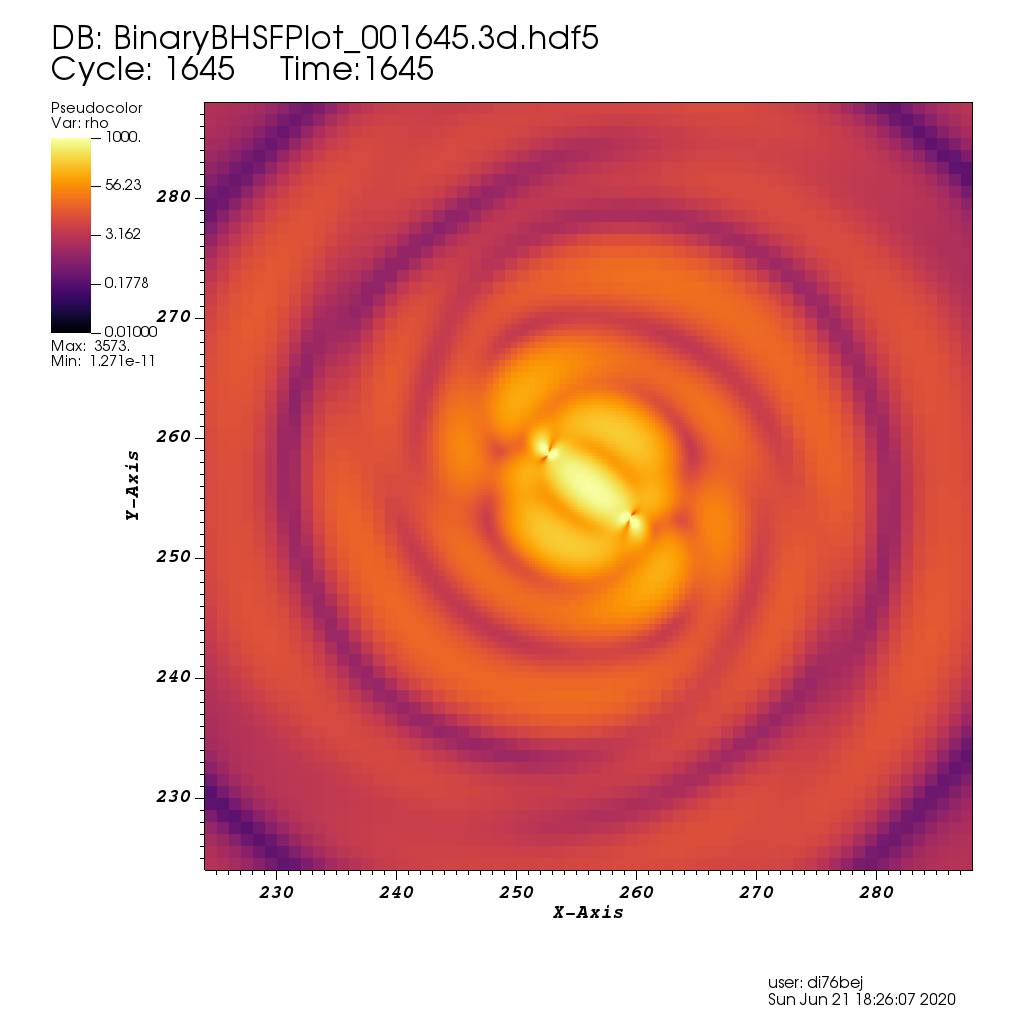 DB: BinaryBHSFPlot_001645.3d.hdf5
Cycle: 1645 Time:1645
Pseudocolor
Var: rho
1000.
56.23
3.162
0.1778
0.01000
Max: 3573.
Min: 1.271e-11
280
270
260
250
240
230
Y-Axis
230 240 250 260 270 280
X-Axis
user: di76bej
Sun Jun 21 18:26:07 2020